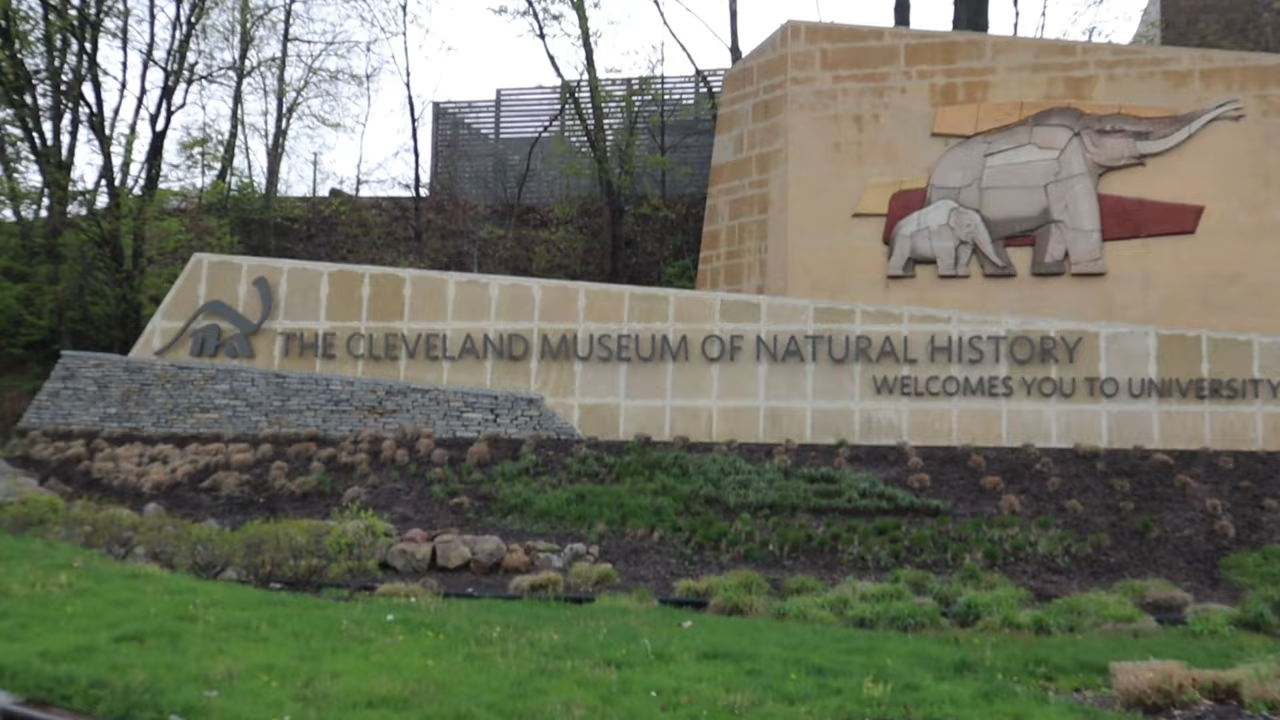 THE CLEVELAND MUSEUM OF NATURAL HISTORY
WELCOMES YOU TO UNIVERSITY